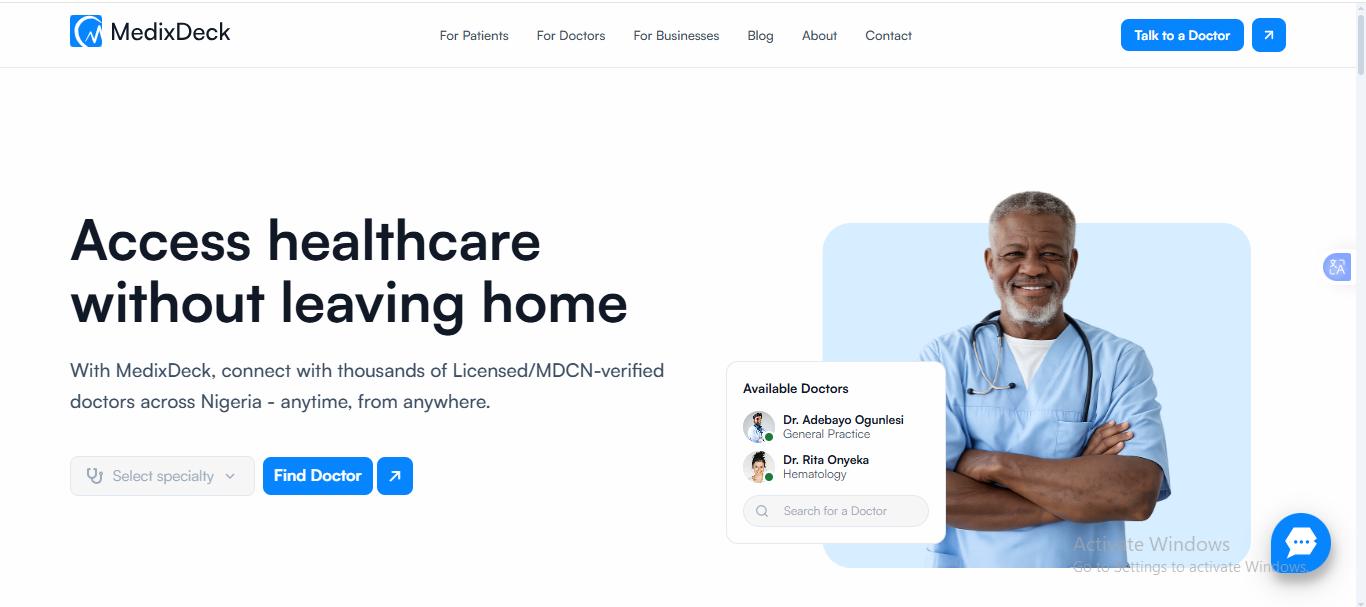 MedixDeck
For Patients
For Doctors
For Businesses
Blog
About
Contact
Talk to a Doctor
Access healthcare
without leaving home
With MedixDeck, connect with thousands of Licensed/MDCN-verified
doctors across Nigeria - anytime, from anywhere.
Select specialty
Find Doctor
Available Doctors
Dr. Adebayo Ogunlesi
General Practice
Dr. Rita Onyeka
Hematology
Search for a Doctor
Activate Windows
Go to Settings to activate Windows.